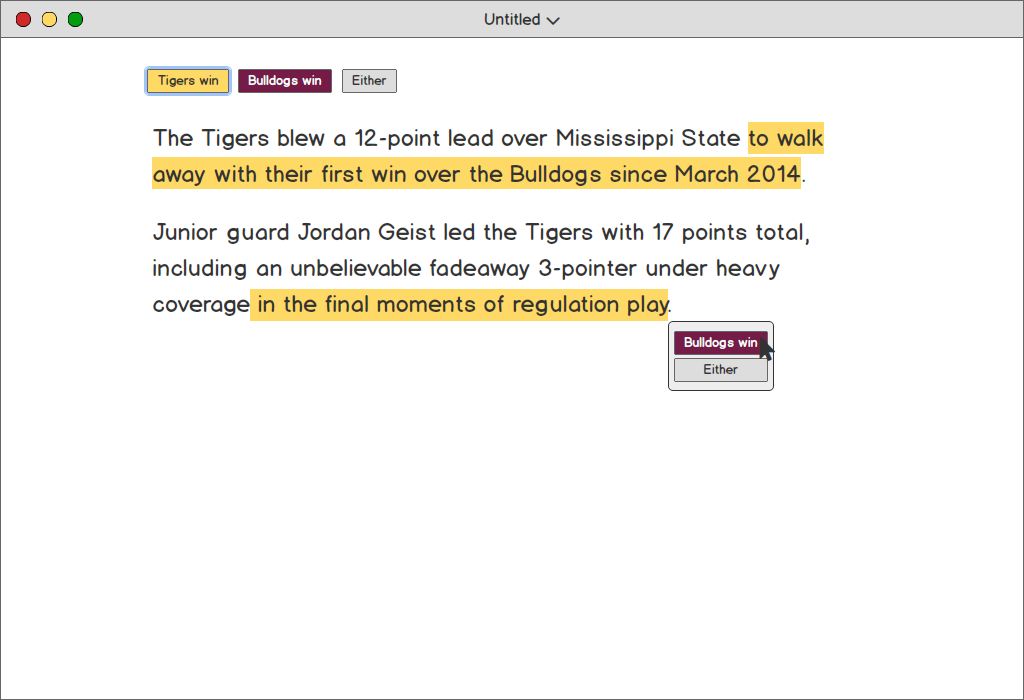 Untitled
Tigers win Bulldogs win Either
The Tigers blew a 12-point lead over Mississippi State to walk
away with their first win over the Bulldogs since March 2014.
Junior guard Jordan Geist led the Tigers with 17 points total,
including an unbelievable fadeaway 3-pointer under heavy
coverage in the final moments of regulation play.
Bulldogs win
Either